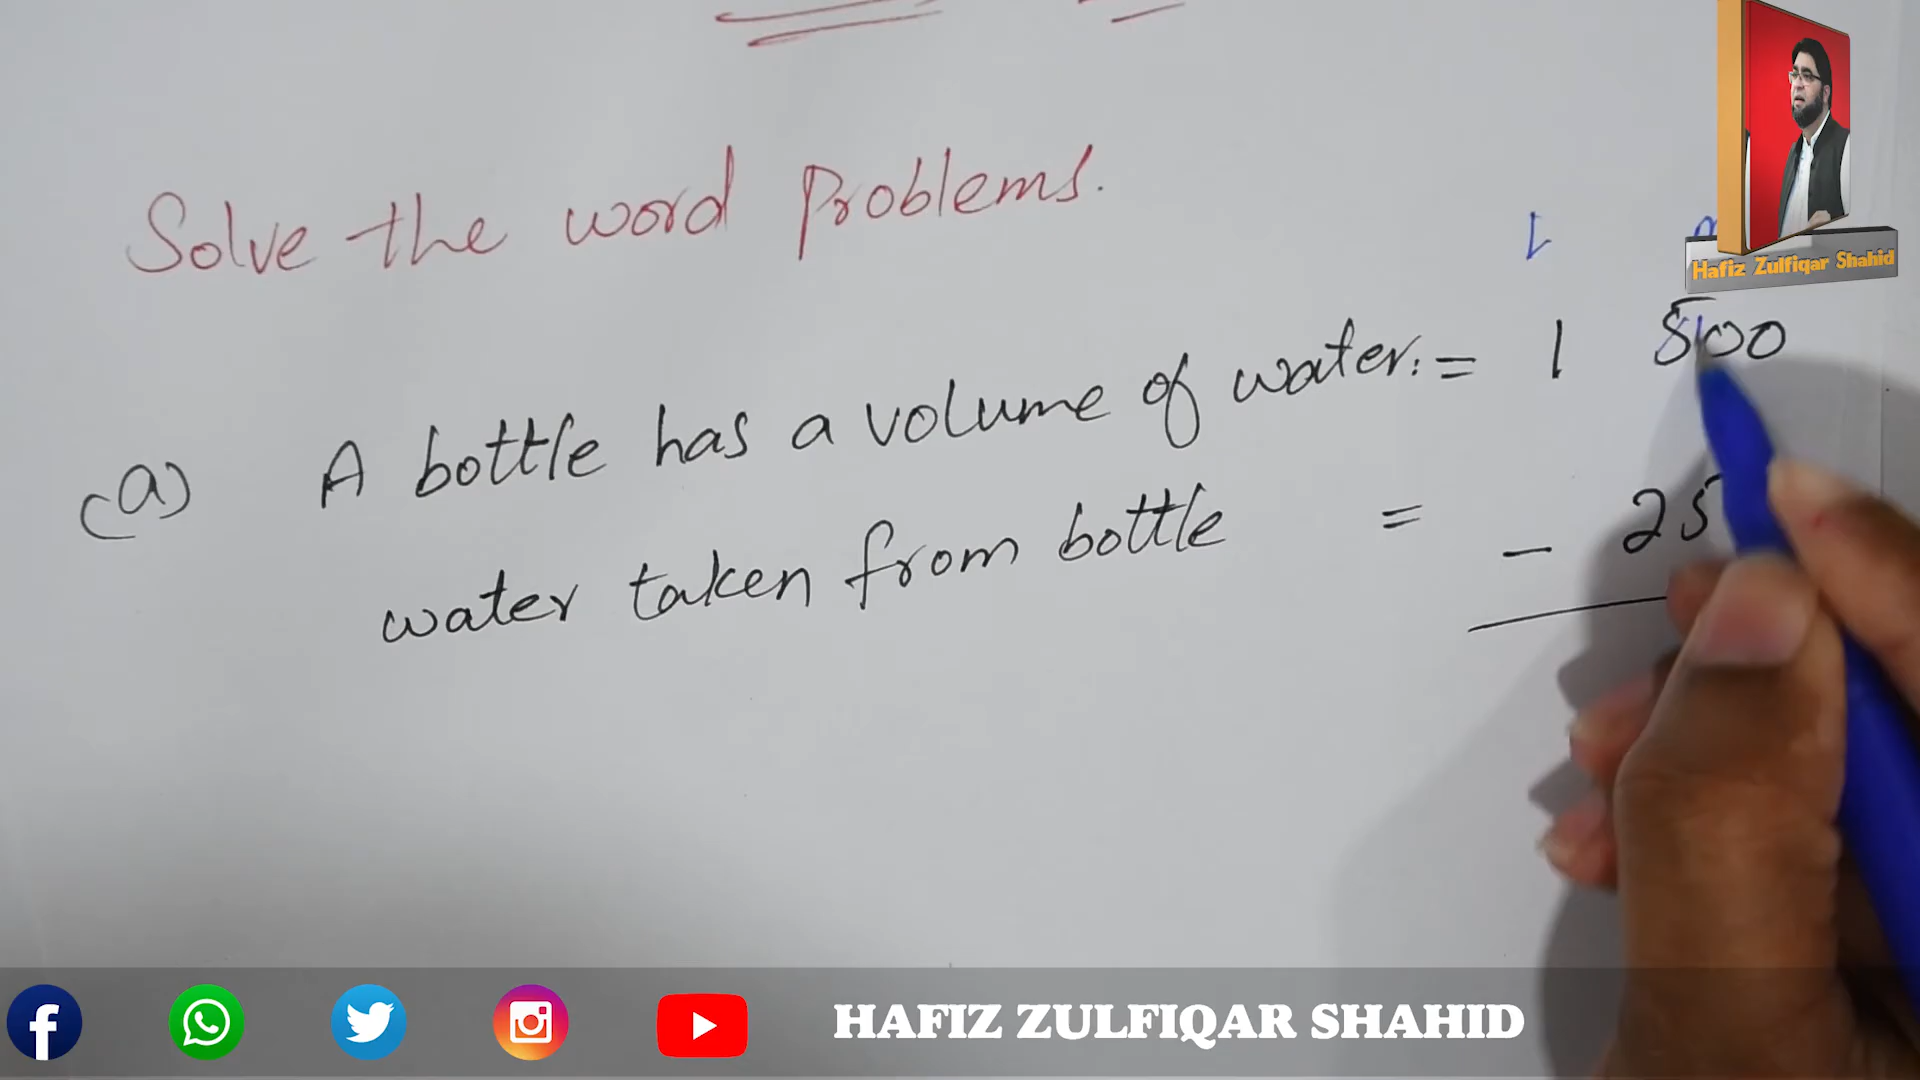 Solve the word Problems.
l
Hafiz Zulfiqar Shahid
(a) A bottle has a volume of water: = 1 500
water taken from bottle = - 25
HAFIZ ZULFIQAR SHAHID